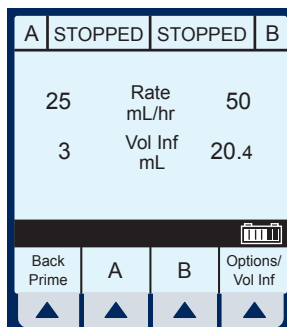 A STOPPED STOPPED B
25 Rate mL/hr 50
3 Vol Inf mL 20.4
Back Prime A B Options/ Vol Inf